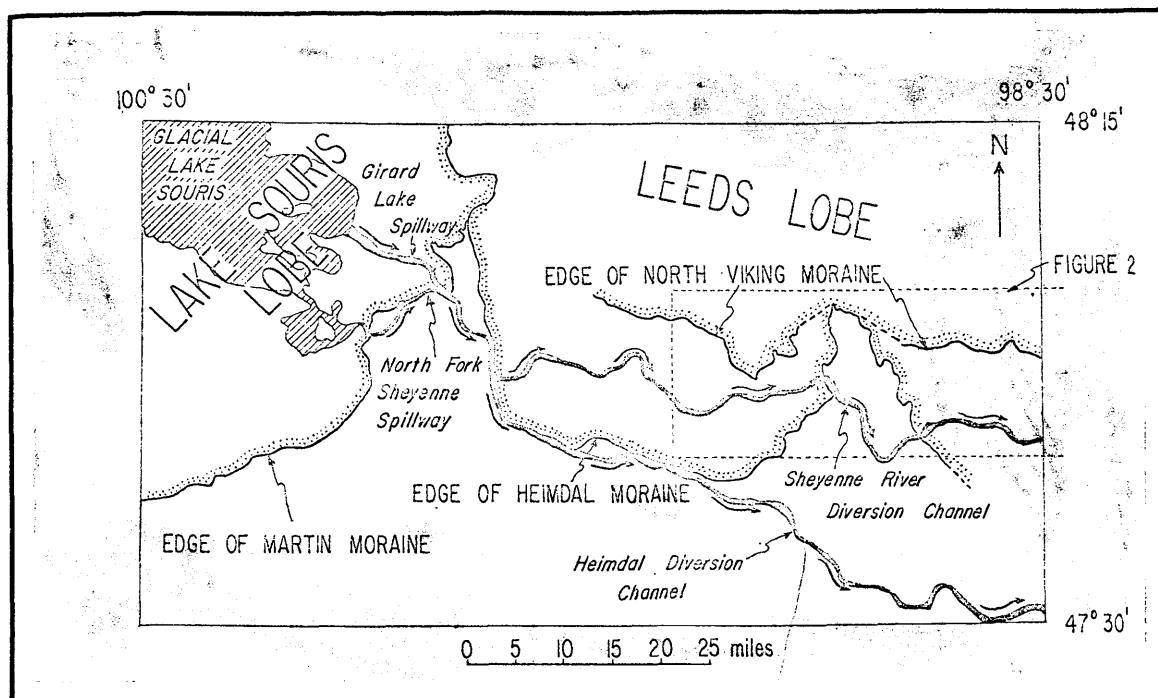 100° 30'
98° 30'
48° 15'
GLACIAL
LAKE
SOURIS
LAKE SOURIS
LOBE
Girard
Lake
Spillway
LEEDS LOBE
N
EDGE OF NORTH VIKING MORAINE
FIGURE 2
North Fork
Sheyenne
Spillway
EDGE OF HEIMDAL MORAINE
Sheyenne River
Diversion Channel
EDGE OF MARTIN MORAINE
Heimdal Diversion
Channel
47° 30'
0 5 10 15 20 25 miles